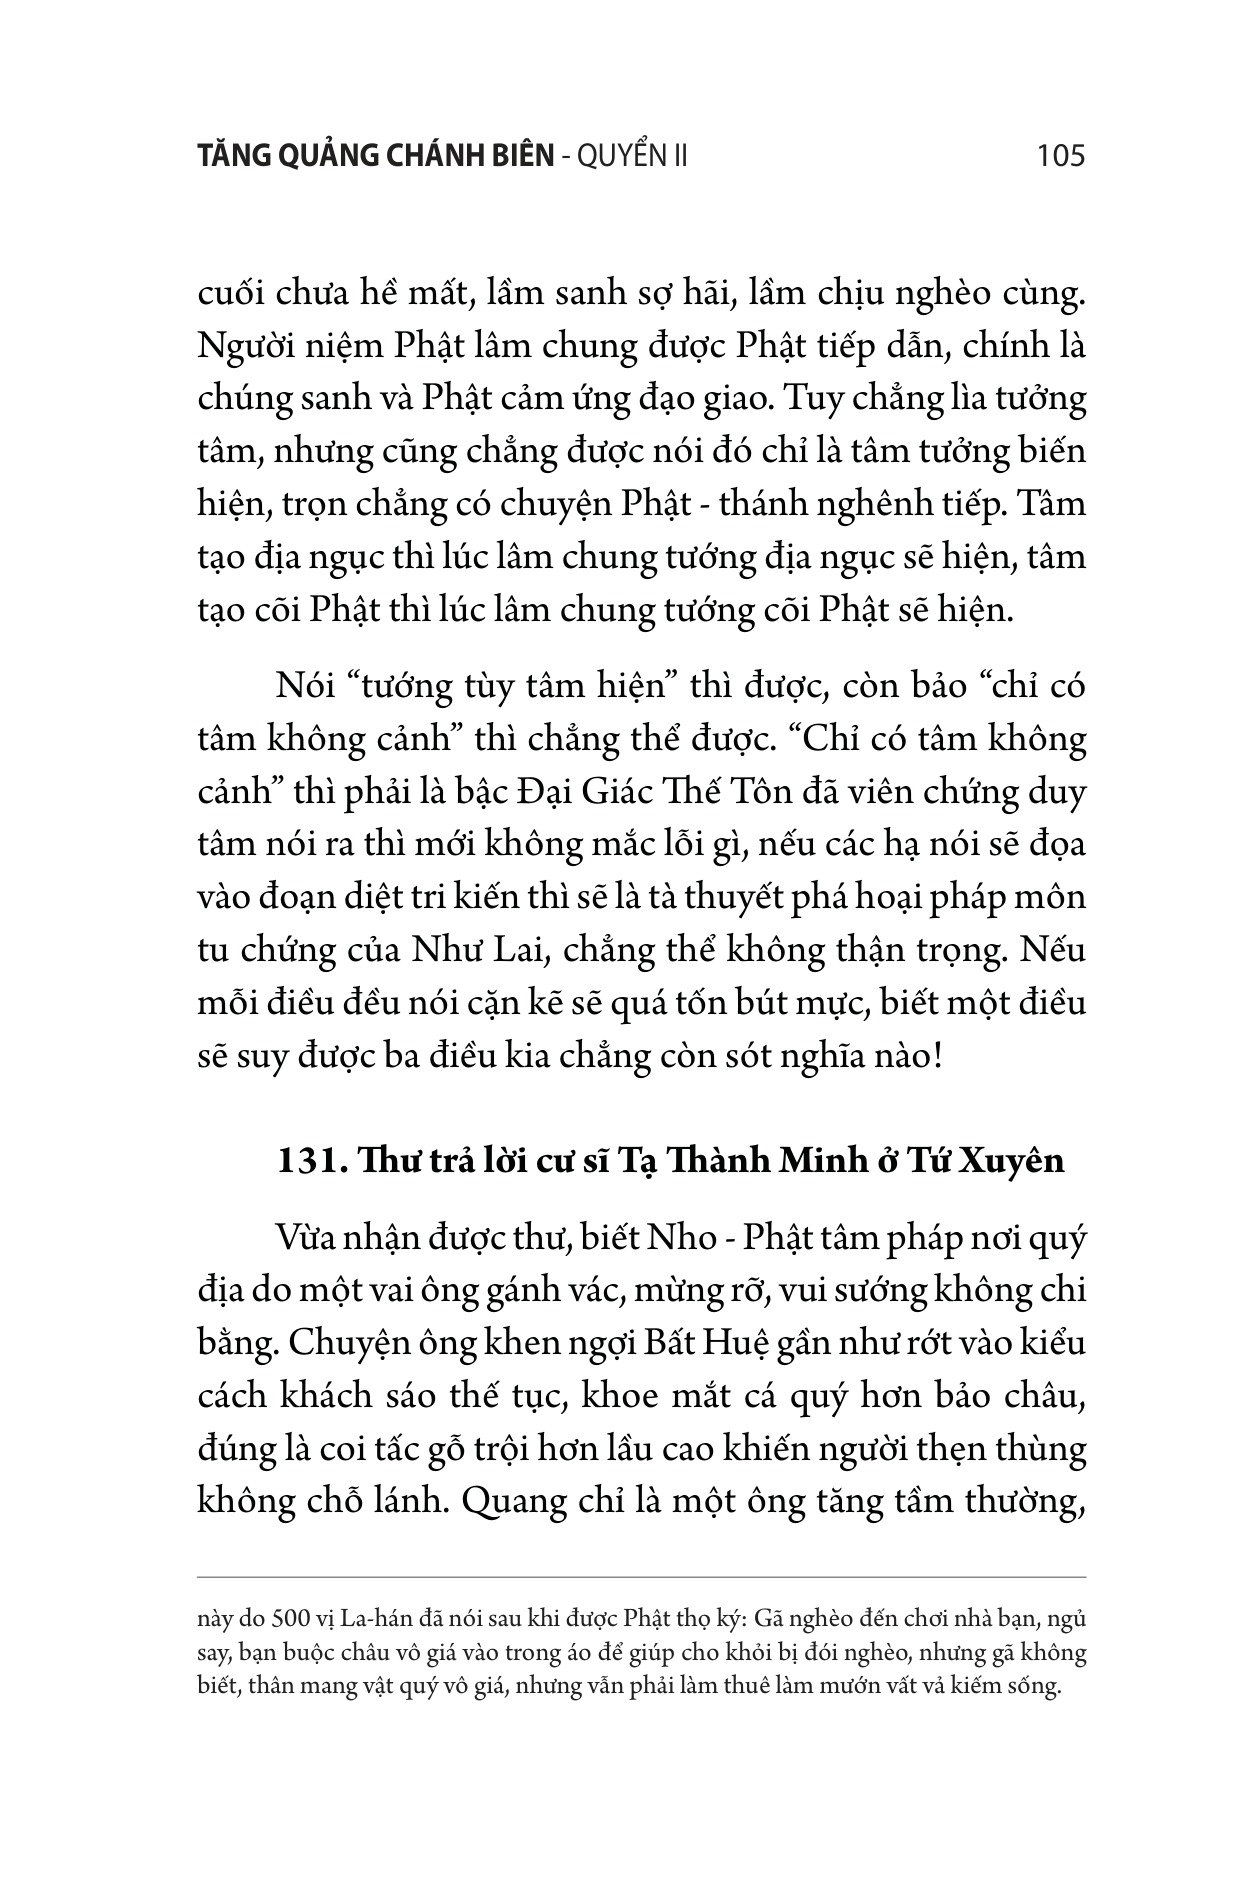 TĂNG QUẢNG CHÁNH BIÊN - QUYỂN II 105
cuối chưa hề mất, lầm sanh sợ hãi, lầm chịu nghèo cùng.
Người niệm Phật lâm chung được Phật tiếp dẫn, chính là
chúng sanh và Phật cảm ứng đạo giao. Tuy chẳng lìa tưởng
tâm, nhưng cũng chẳng được nói đó chỉ là tâm tưởng biến
hiện, trọn chẳng có chuyện Phật - thánh nghênh tiếp. Tâm
tạo địa ngục thì lúc lâm chung tướng địa ngục sẽ hiện, tâm
tạo cõi Phật thì lúc lâm chung tướng cõi Phật sẽ hiện.
Nói “tướng tùy tâm hiện” thì được, còn bảo “chỉ có
tâm không cảnh” thì chẳng thể được. “Chỉ có tâm không
cảnh” thì phải là bậc Đại Giác Thế Tôn đã viên chứng duy
tâm nói ra thì mới không mắc lỗi gì, nếu các hạ nói sẽ đọa
vào đoạn diệt tri kiến thì sẽ là tà thuyết phá hoại pháp môn
tu chứng của Như Lai, chẳng thể không thận trọng. Nếu
mỗi điều đều nói cặn kẽ sẽ quá tốn bút mực, biết một điều
sẽ suy được ba điều kia chẳng còn sót nghĩa nào!
131. Thư trả lời cư sĩ Tạ Thành Minh ở Tứ Xuyên
Vừa nhận được thư, biết Nho - Phật tâm pháp nơi quý
địa do một vai ông gánh vác, mừng rỡ, vui sướng không chi
bằng. Chuyện ông khen ngợi Bất Huệ gần như rớt vào kiểu
cách khách sáo thế tục, khoe mắt cá quý hơn bảo châu,
đúng là coi tấc gỗ trội hơn lầu cao khiến người thẹn thùng
không chỗ lánh. Quang chỉ là một ông tăng tầm thường,
này do 500 vị La-hán đã nói sau khi được Phật thọ ký: Gã nghèo đến chơi nhà bạn, ngủ
say, bạn buộc châu vô giá vào trong áo để giúp cho khỏi bị đói nghèo, nhưng gã không
biết, thân mang vật quý vô giá, nhưng vẫn phải làm thuê làm mướn vất vả kiếm sống.